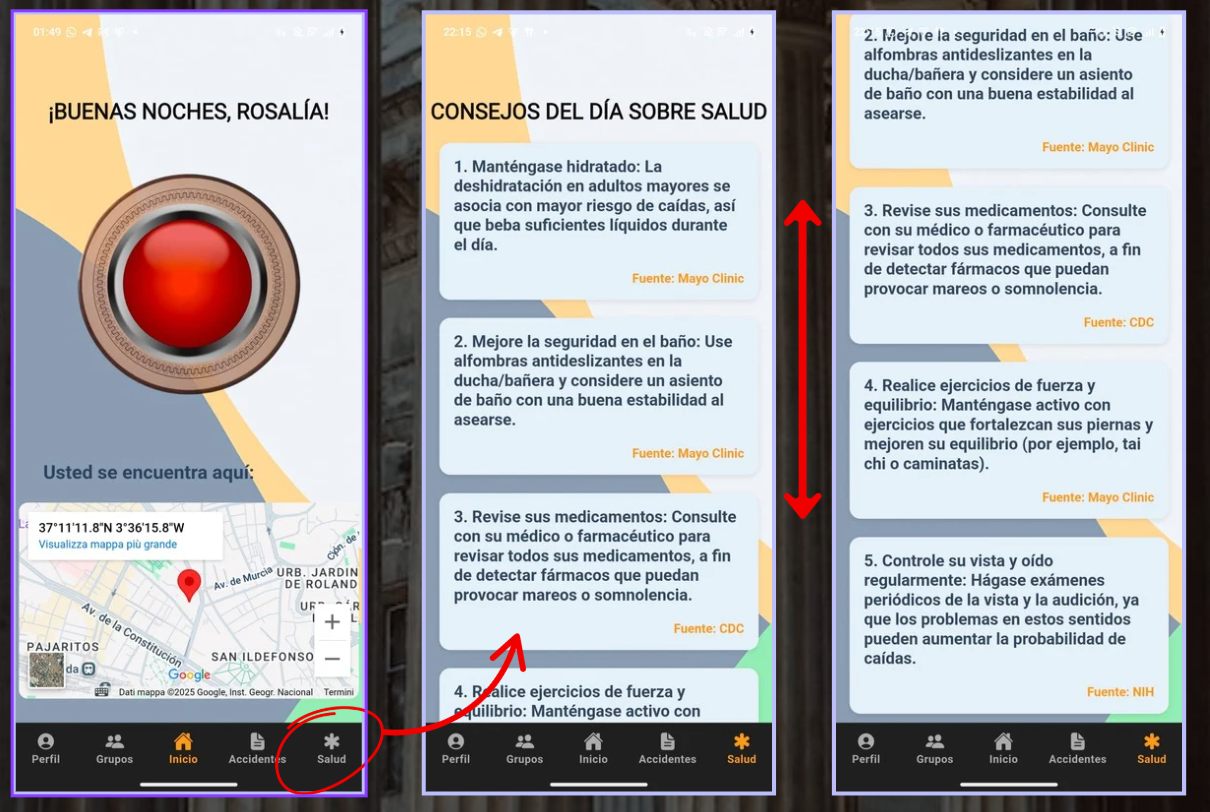 01:49
¡BUENAS NOCHES, ROSALÍA!
Usted se encuentra aquí:
37°11'11.8"N 3°36'15.8"W
Visualizza mappa più grande
Av. de Murcia
URB. JARDIN
DE ROLAND
Av. de la Constitución
PAJARITOS
SAN ILDEFONSO
Google
Dati mappa ©2025 Google, Inst. Geogr. Nacional Termini
Perfil Grupos Inicio Accidentes Salud
22:15
CONSEJOS DEL DÍA SOBRE SALUD
1. Manténgase hidratado: La
deshidratación en adultos mayores se
asocia con mayor riesgo de caídas, así
que beba suficientes líquidos durante
el día.
Fuente: Mayo Clinic
2. Mejore la seguridad en el baño: Use
alfombras antideslizantes en la
ducha/bañera y considere un asiento
de baño con una buena estabilidad al
asearse.
Fuente: Mayo Clinic
3. Revise sus medicamentos: Consulte
con su médico o farmacéutico para
revisar todos sus medicamentos, a fin
de detectar fármacos que puedan
provocar mareos o somnolencia.
Fuente: CDC
4. Realice ejercicios de fuerza y
equilibrio: Manténgase activo con
Perfil Grupos Inicio Accidentes Salud
2. Mejore la seguridad en el baño: Use
alfombras antideslizantes en la
ducha/bañera y considere un asiento
de baño con una buena estabilidad al
asearse.
Fuente: Mayo Clinic
3. Revise sus medicamentos: Consulte
con su médico o farmacéutico para
revisar todos sus medicamentos, a fin
de detectar fármacos que puedan
provocar mareos o somnolencia.
Fuente: CDC
4. Realice ejercicios de fuerza y
equilibrio: Manténgase activo con
ejercicios que fortalezcan sus piernas y
mejoren su equilibrio (por ejemplo, tai
chi o caminatas).
Fuente: Mayo Clinic
5. Controle su vista y oído
regularmente: Hágase exámenes
periódicos de la vista y la audición, ya
que los problemas en estos sentidos
pueden aumentar la probabilidad de
caídas.
Fuente: NIH
Perfil Grupos Inicio Accidentes Salud